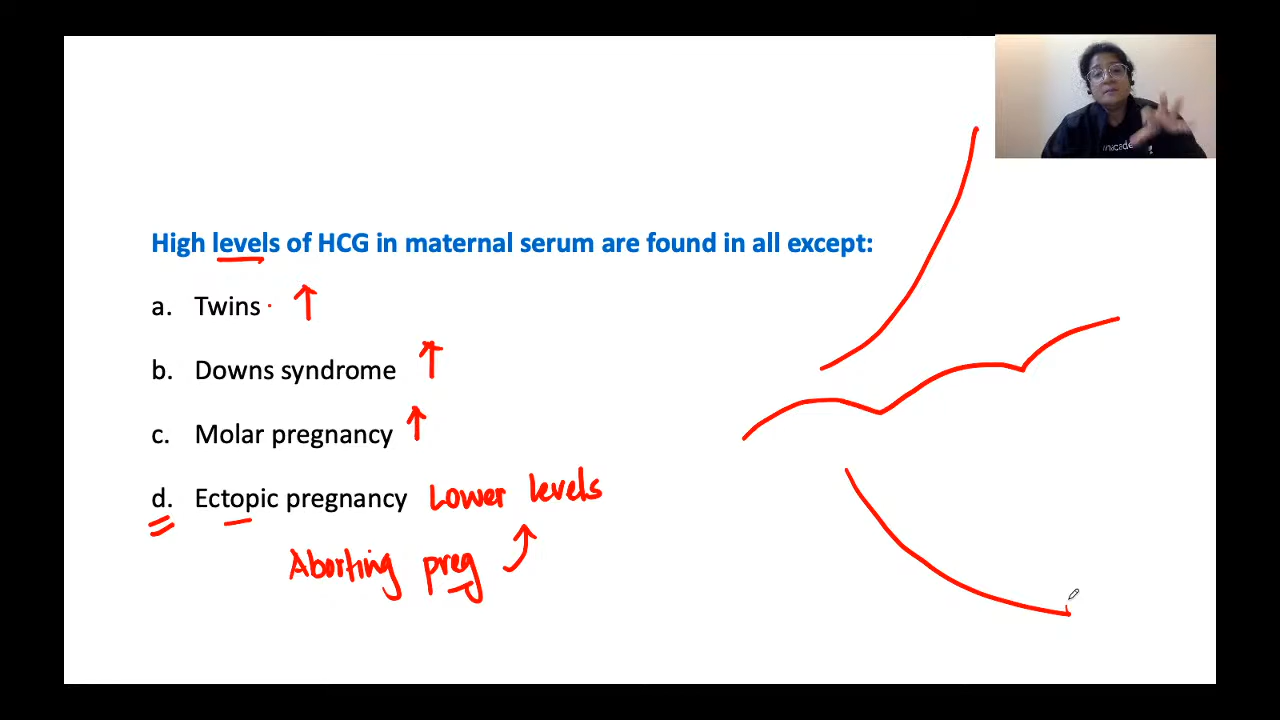 High levels of HCG in maternal serum are found in all except:
a. Twins ↑
b. Downs syndrome ↑
c. Molar pregnancy ↑
d. Ectopic pregnancy Lower levels
Aborting preg